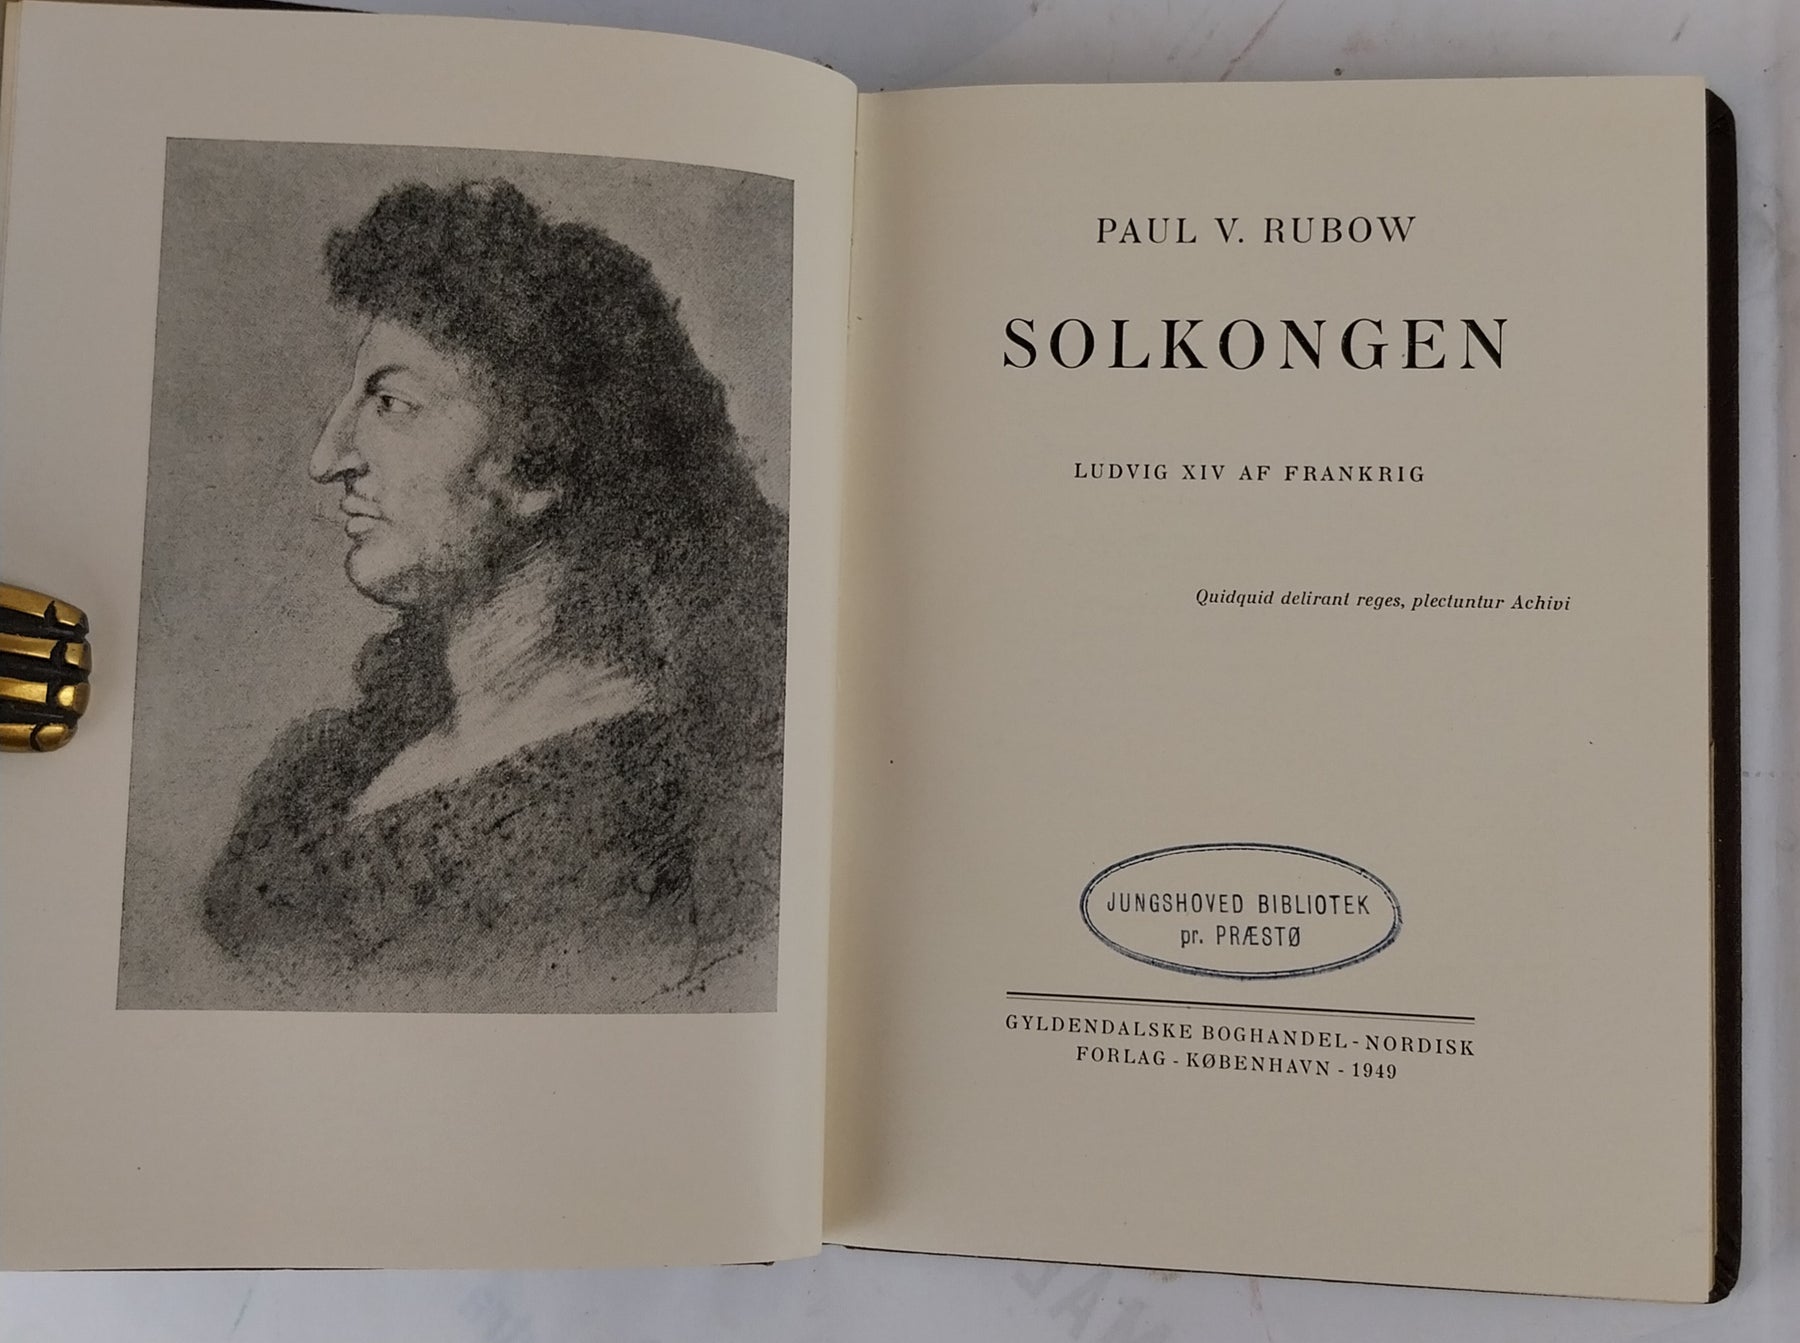 PAUL V. RUBOW
SOLKONGEN
LUDVIG XIV AF FRANKRIG
Quidquid delirant reges, plectuntur Achivi
JUNGSHOVED BIBLIOTEK
pr. PRÆSTØ
GYLDENDALSKE BOGHANDEL - NORDISK
FORLAG - KØBENHAVN - 1949